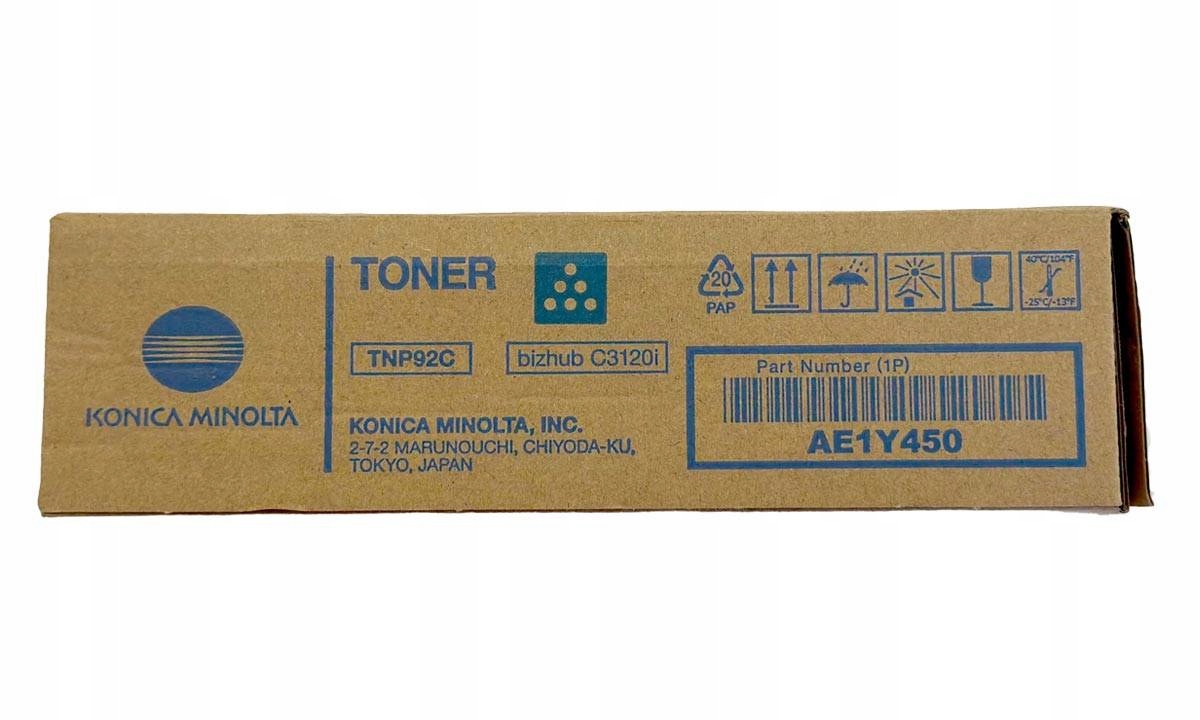 KONICA MINOLTA
TONER
TNP92C
bizhub C3120i
KONICA MINOLTA, INC.
2-7-2 MARUNOUCHI, CHIYODA-KU,
TOKYO, JAPAN
20
PAP
40°C/104°F
-25°C/-13°F
Part Number (1P)
AE1Y450